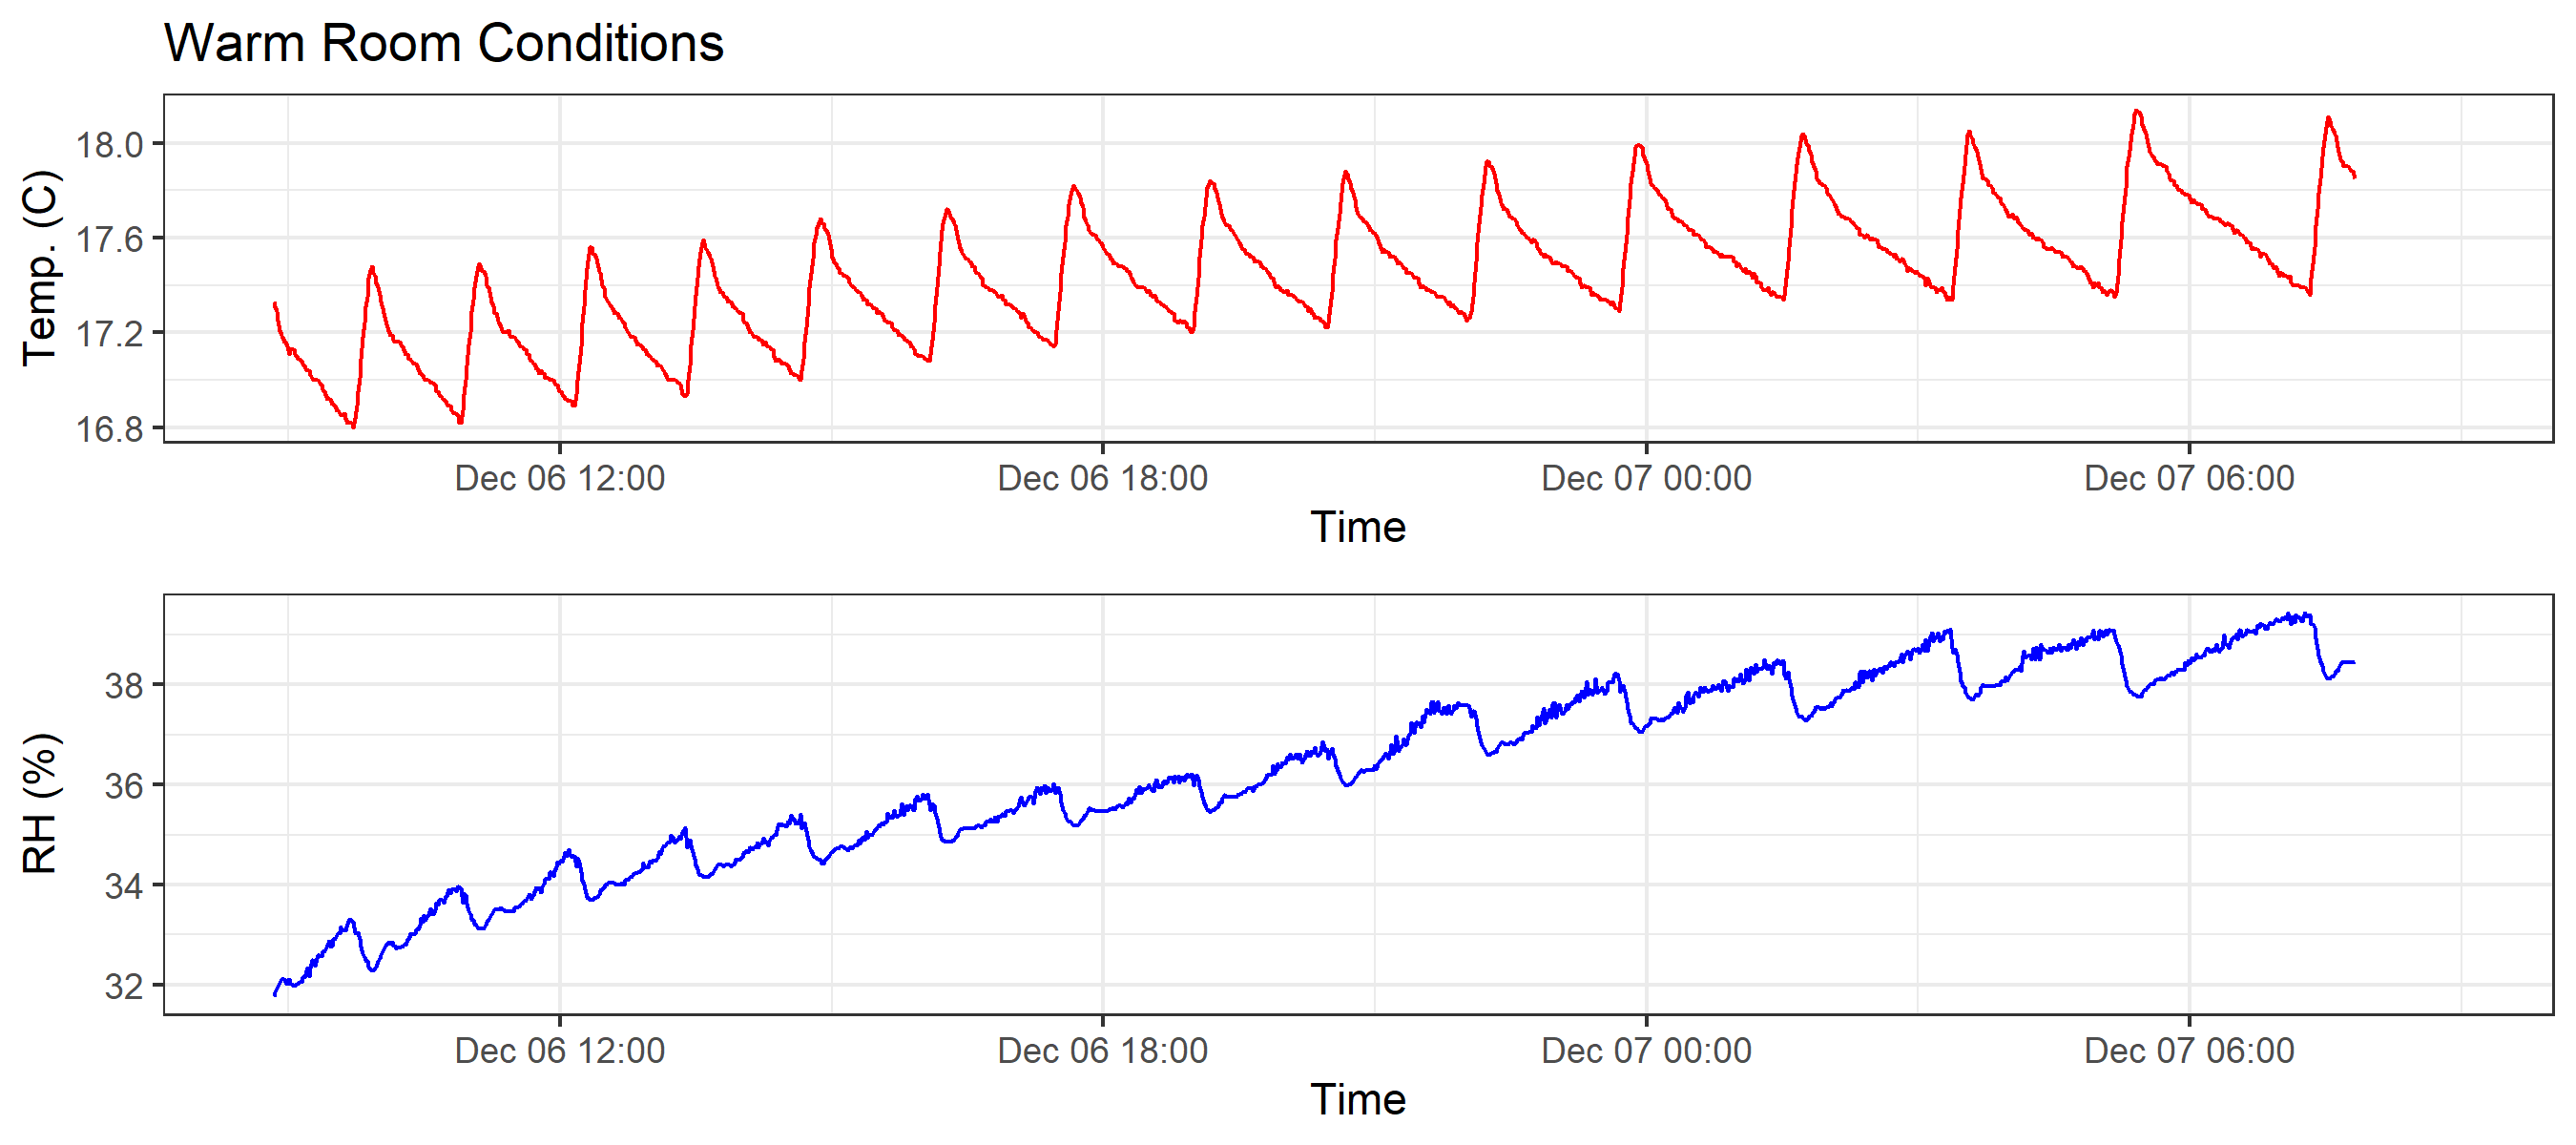 Warm Room Conditions
Temp. (C)
18.0
17.6
17.2
16.8
Dec 06 12:00 Dec 06 18:00 Dec 07 00:00 Dec 07 06:00
Time
RH (%)
38
36
34
32
Dec 06 12:00 Dec 06 18:00 Dec 07 00:00 Dec 07 06:00
Time